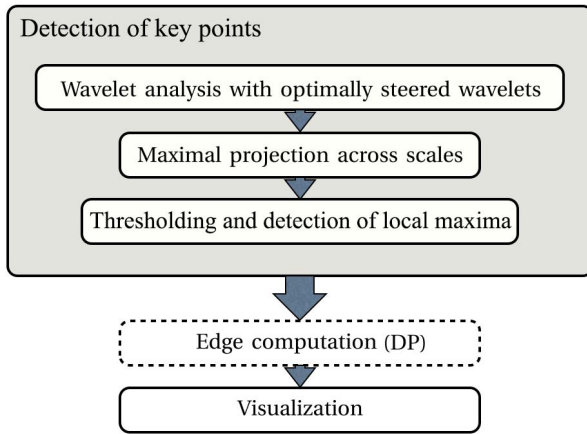 Detection of key points
Wavelet analysis with optimally steered wavelets
Maximal projection across scales
Thresholding and detection of local maxima
Edge computation (DP)
Visualization